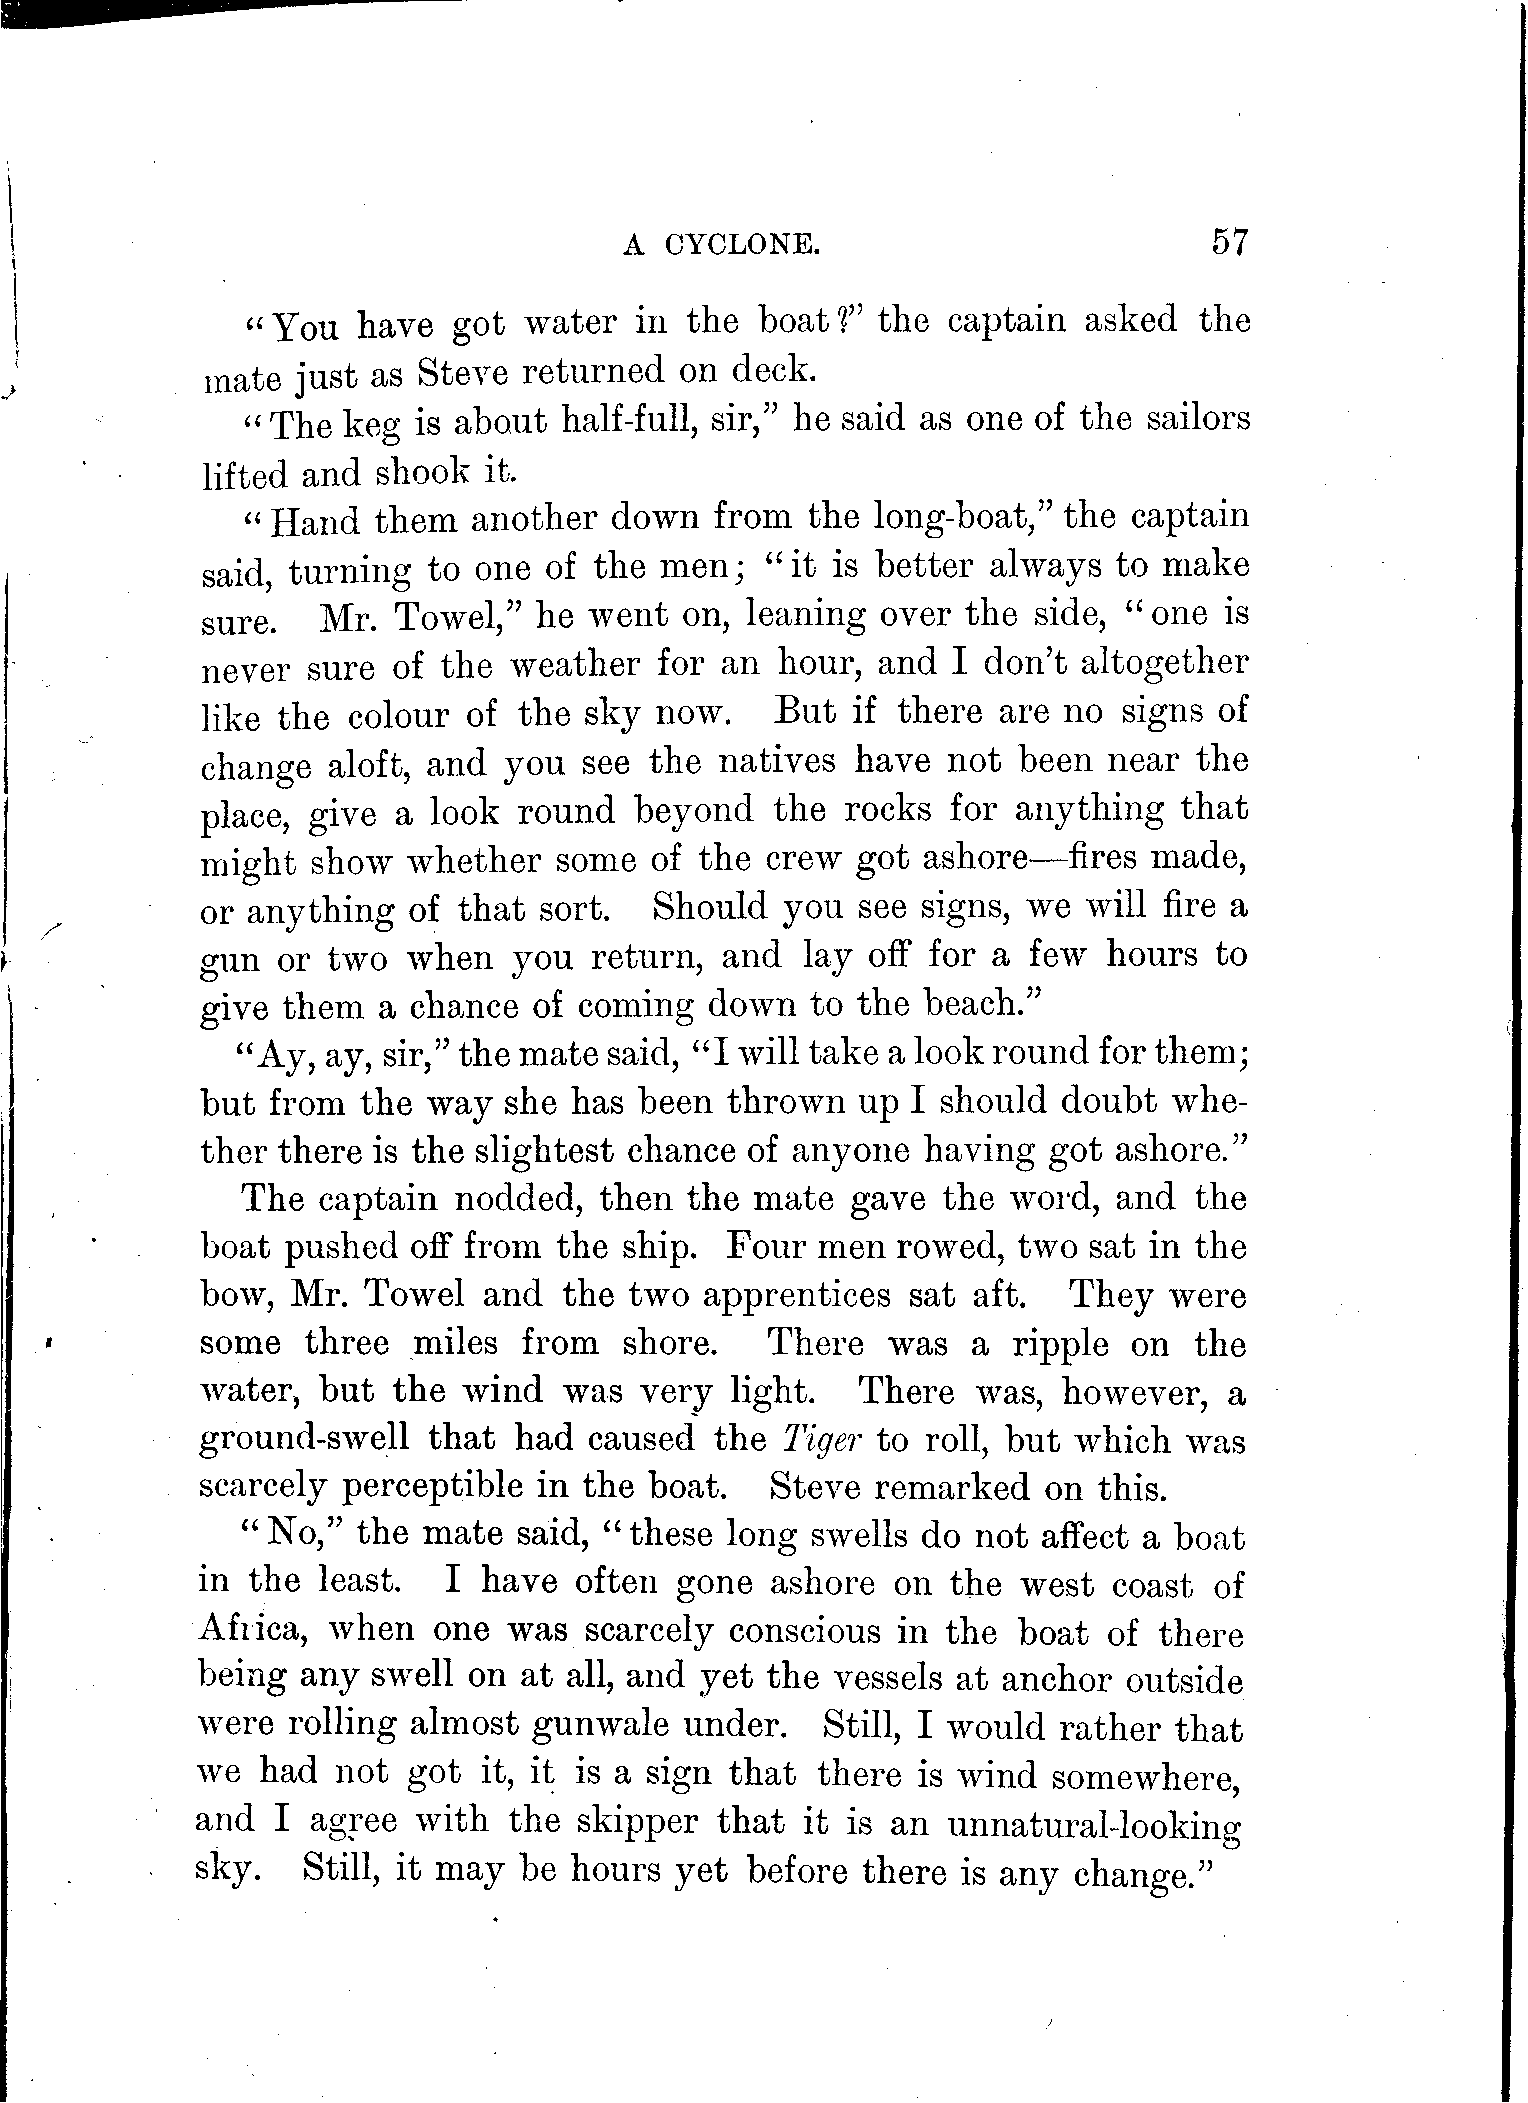 A CYCLONE. 57
“You have got water in the boat?” the captain asked the
mate just as Steve returned on deck.
“The keg is about half-full, sir,” he said as one of the sailors
lifted and shook it.
“Hand them another down from the long-boat,” the captain
said, turning to one of the men; “it is better always to make
sure. Mr. Towel,” he went on, leaning over the side, “one is
never sure of the weather for an hour, and I don’t altogether
like the colour of the sky now. But if there are no signs of
change aloft, and you see the natives have not been near the
place, give a look round beyond the rocks for anything that
might show whether some of the crew got ashore—fires made,
or anything of that sort. Should you see signs, we will fire a
gun or two when you return, and lay off for a few hours to
give them a chance of coming down to the beach.”
“Ay, ay, sir,” the mate said, “I will take a look round for them;
but from the way she has been thrown up I should doubt whe-
ther there is the slightest chance of anyone having got ashore.”
The captain nodded, then the mate gave the word, and the
boat pushed off from the ship. Four men rowed, two sat in the
bow, Mr. Towel and the two apprentices sat aft. They were
some three miles from shore. There was a ripple on the
water, but the wind was very light. There was, however, a
ground-swell that had caused the Tiger to roll, but which was
scarcely perceptible in the boat. Steve remarked on this.
“No,” the mate said, “these long swells do not affect a boat
in the least. I have often gone ashore on the west coast of
Africa, when one was scarcely conscious in the boat of there
being any swell on at all, and yet the vessels at anchor outside
were rolling almost gunwale under. Still, I would rather that
we had not got it, it is a sign that there is wind somewhere,
and I agree with the skipper that it is an unnatural-looking
sky. Still, it may be hours yet before there is any change.”